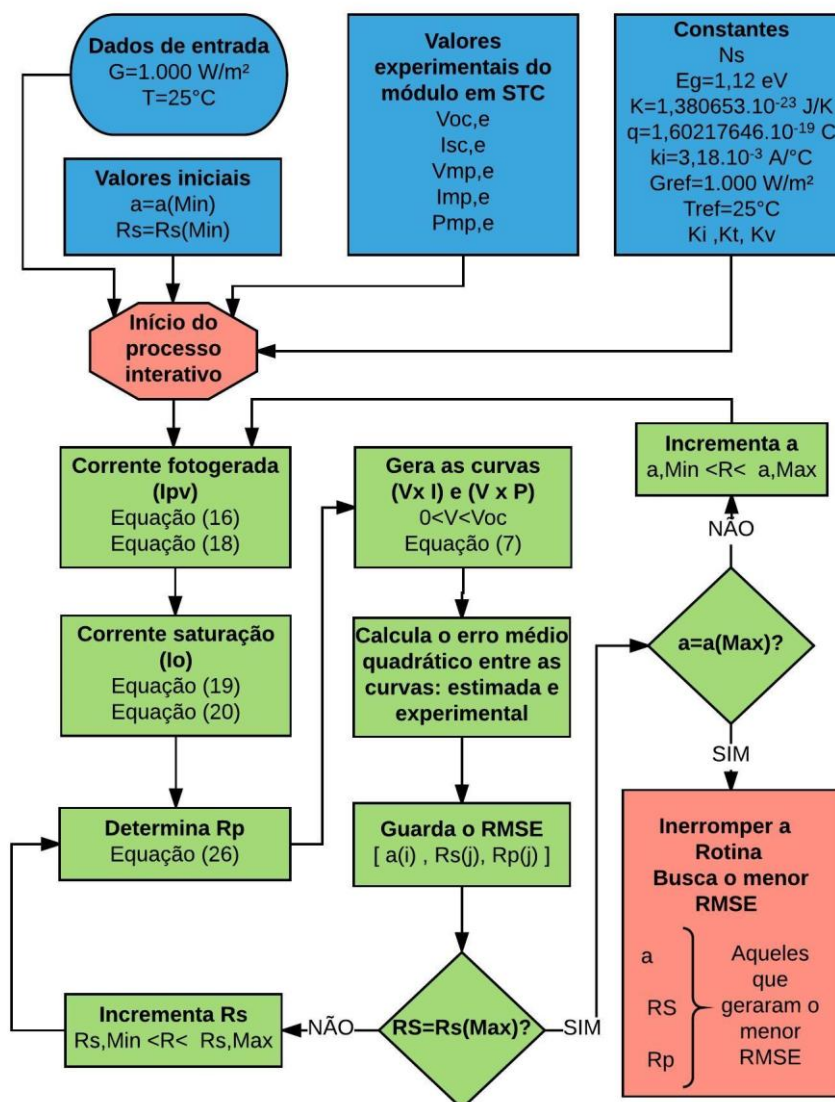 Dados de entrada
G=1.000 W/m²
T=25°C
Valores iniciais
a=a(Min)
Rs=Rs(Min)
Valores
experimentais do
módulo em STC
Voc,e
Isc,e
Vmp,e
Imp,e
Pmp,e
Constantes
Ns
Eg=1,12 eV
K=1,380653.10⁻²³ J/K
q=1,60217646.10⁻¹⁹ C
ki=3,18.10⁻³ A/°C
Gref=1.000 W/m²
Tref=25°C
Ki ,Kt, Kv
Início do
processo
interativo
Corrente fotogerada
(Ipv)
Equação (16)
Equação (18)
Corrente saturação
(Io)
Equação (19)
Equação (20)
Determina Rp
Equação (26)
Incrementa Rs
Rs,Min <R< Rs,Max
Gera as curvas
(Vx I) e (V x P)
0<V<Voc
Equação (7)
Calcula o erro médio
quadrático entre as
curvas: estimada e
experimental
Guarda o RMSE
[ a(i) , Rs(j), Rp(j) ]
RS=Rs(Max)?
NÃO
SIM
Incrementa a
a,Min <R< a,Max
NÃO
a=a(Max)?
SIM
Inerromper a
Rotina
Busca o menor
RMSE
a
RS
Rp
Aqueles
que
geraram o
menor
RMSE